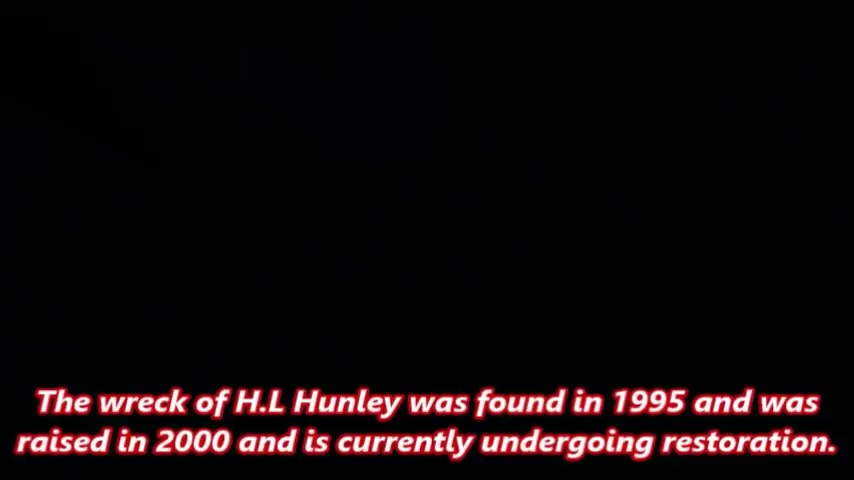 The wreck of H.L Hunley was found in 1995 and was
raised in 2000 and is currently undergoing restoration.